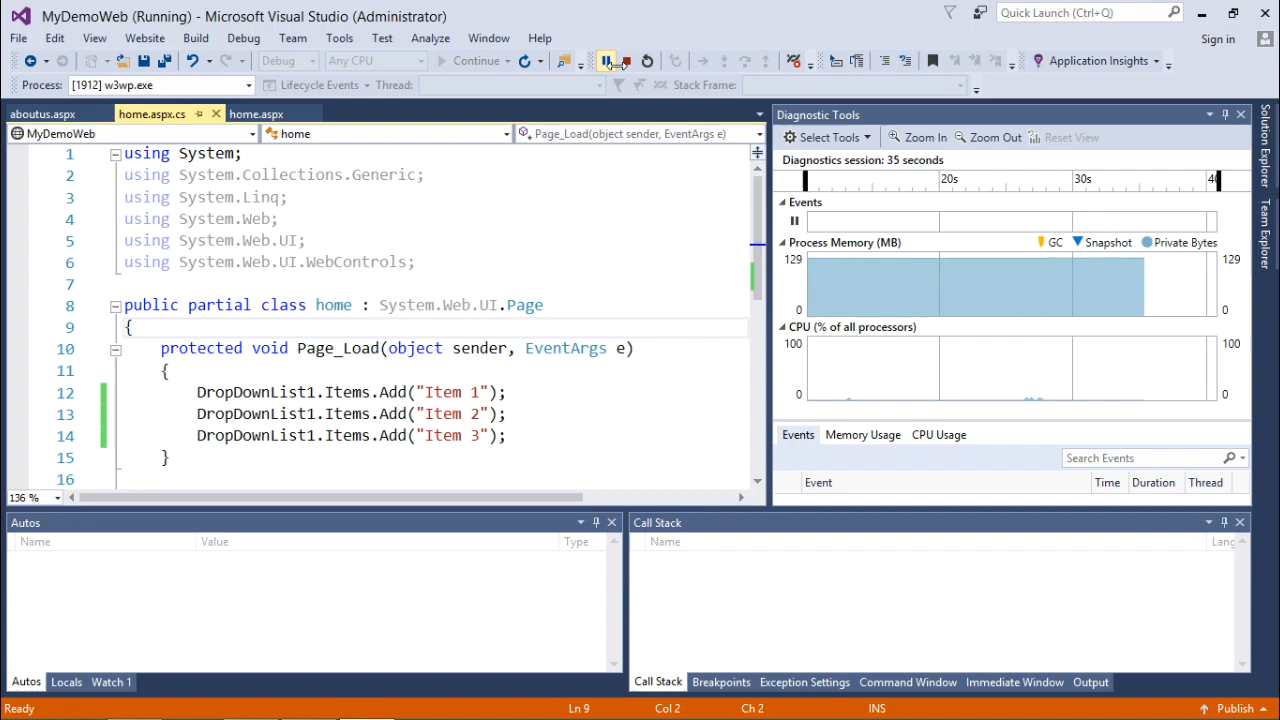 MyDemoWeb (Running) - Microsoft Visual Studio (Administrator)
Quick Launch (Ctrl+Q)
File Edit View Website Build Debug Team Tools Test Analyze Window Help
Sign in
Debug Any CPU Continue Application Insights
Process: [1912] w3wp.exe Lifecycle Events Thread: Stack Frame:
aboutus.aspx home.aspx.cs home.aspx
MyDemoWeb home Page_Load(object sender, EventArgs e)
1 using System;
2 using System.Collections.Generic;
3 using System.Linq;
4 using System.Web;
5 using System.Web.UI;
6 using System.Web.UI.WebControls;
7
8 public partial class home : System.Web.UI.Page
9 {
10 protected void Page_Load(object sender, EventArgs e)
11 {
12 DropDownList1.Items.Add("Item 1");
13 DropDownList1.Items.Add("Item 2");
14 DropDownList1.Items.Add("Item 3");
15 }
16
136 %
Diagnostic Tools
Select Tools Zoom In Zoom Out Reset View
Diagnostics session: 35 seconds
20s 30s
Events
Process Memory (MB) GC Snapshot Private Bytes
129 129
0 0
CPU (% of all processors)
100 100
0 0
Events Memory Usage CPU Usage
Search Events
Event Time Duration Thread
Solution Explorer
Team Explorer
Autos
Name Value Type
Autos Locals Watch 1
Call Stack
Name Lang
Call Stack Breakpoints Exception Settings Command Window Immediate Window Output
Ready Ln 9 Col 2 Ch 2 INS Publish